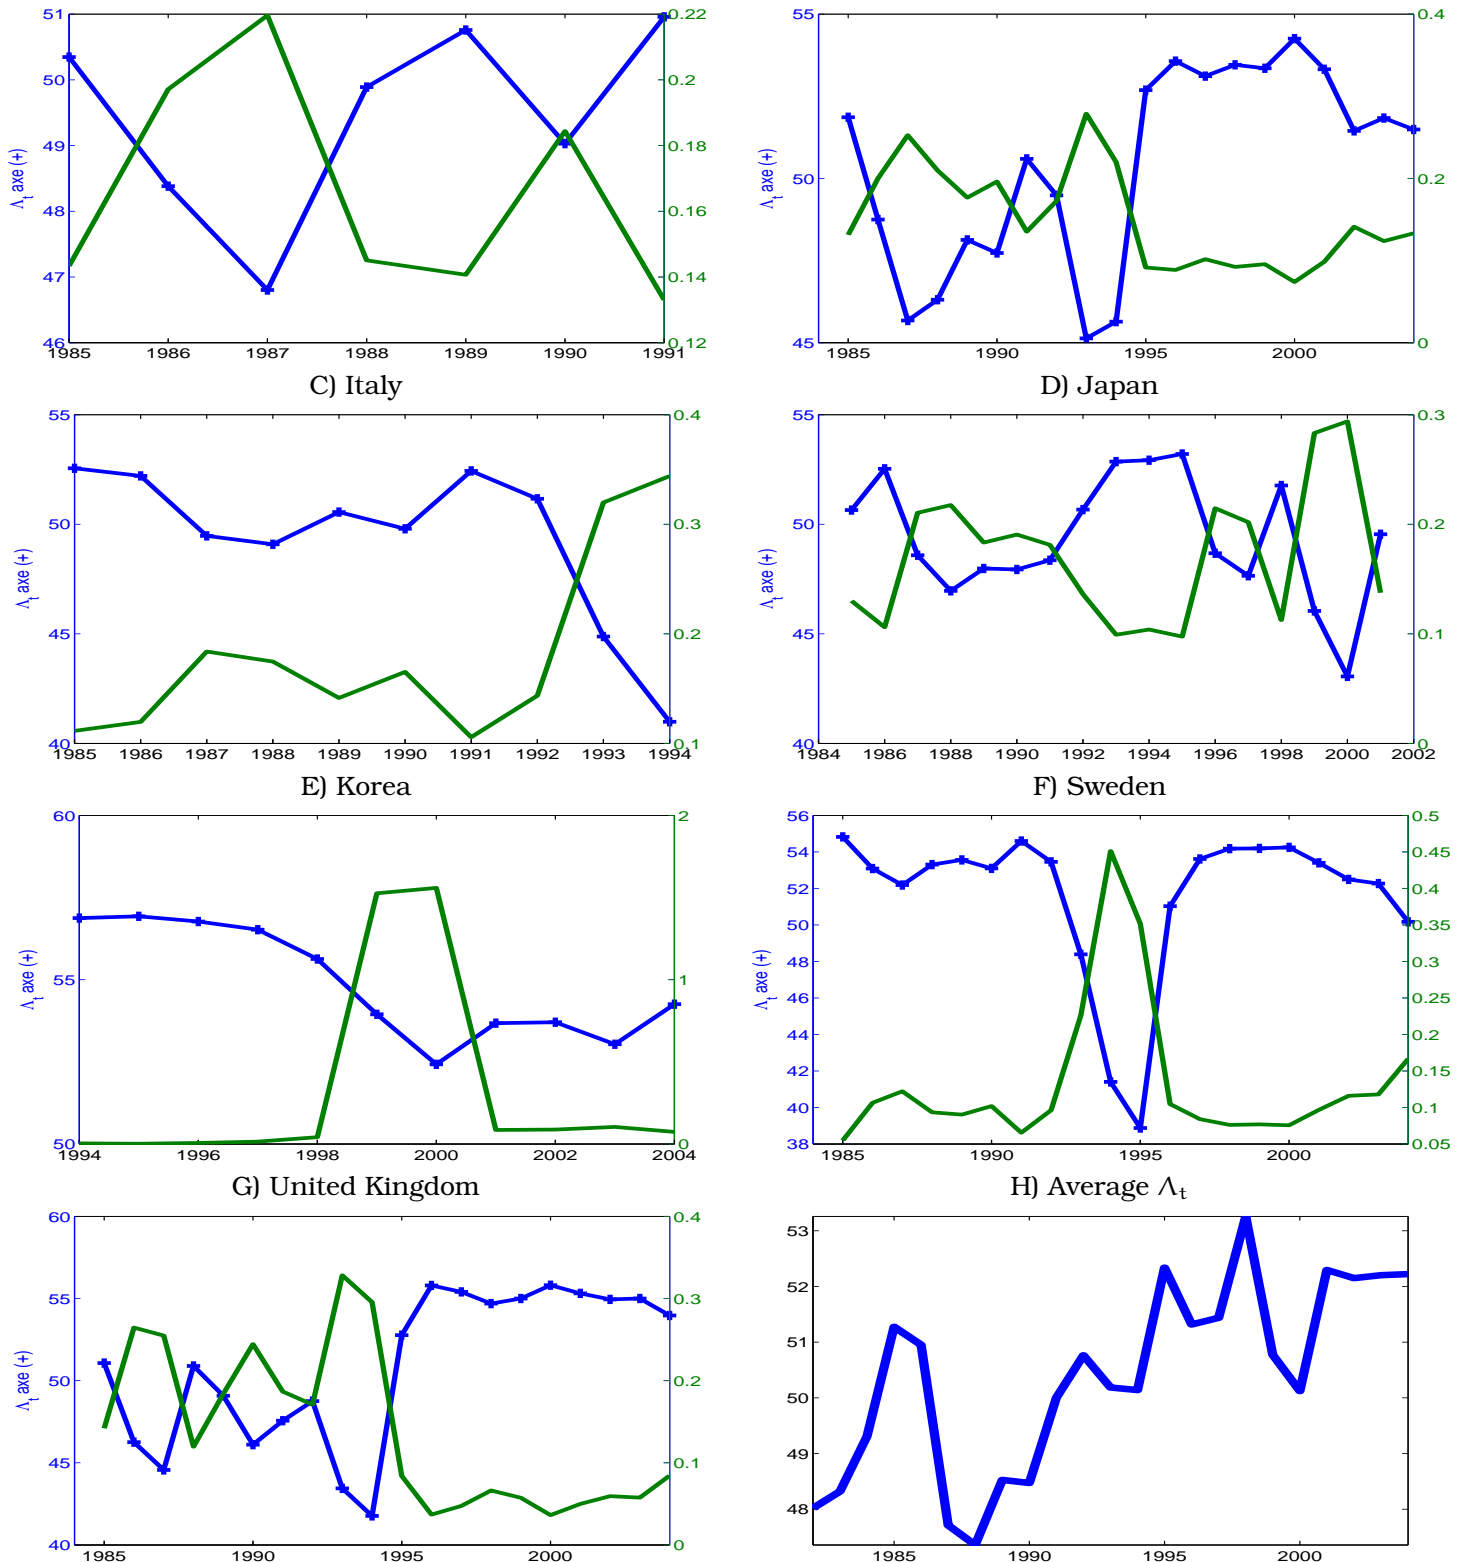 51 0.22 55 0.4
50 0.2
49 0.18 50 0.2
Λt axe (+) Λt axe (+)
48 0.16
47 0.14
46 0.12 45 0
1985 1986 1987 1988 1989 1990 1991 1985 1990 1995 2000
C) Italy D) Japan
55 0.4 55 0.3
50 0.3 50 0.2
Λt axe (+) Λt axe (+)
45 0.2 45 0.1
40 0.1 40 0
1985 1986 1987 1988 1989 1990 1991 1992 1993 1994 1984 1986 1988 1990 1992 1994 1996 1998 2000 2002
E) Korea F) Sweden
60 2 56 0.5
54 0.45
52 0.4
50 0.35
55 1 48 0.3
Λt axe (+) Λt axe (+)
46 0.25
44 0.2
42 0.15
40 0.1
50 0 38 0.05
1994 1996 1998 2000 2002 2004 1985 1990 1995 2000
G) United Kingdom H) Average Λt
60 0.4 53
55 0.3 52
51
50 0.2 50
Λt axe (+)
45 0.1 49
48
40 0
1985 1990 1995 2000 1985 1990 1995 2000